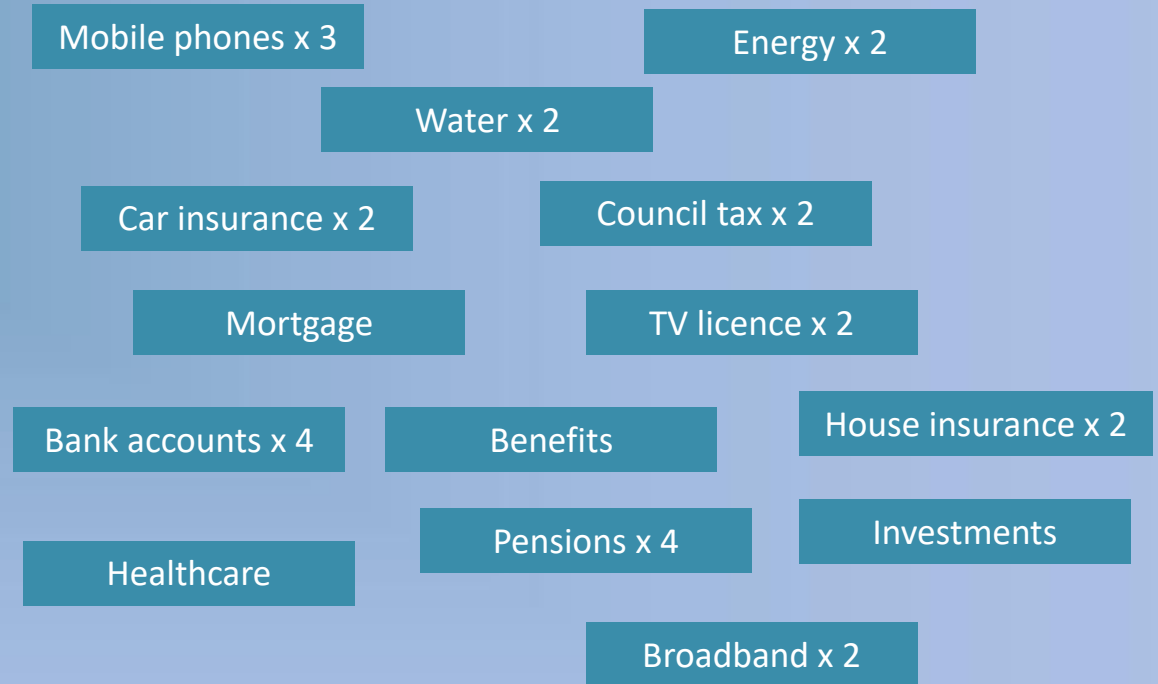 Mobile phones x 3
Energy x 2
Water x 2
Car insurance x 2
Council tax x 2
Mortgage
TV licence x 2
Bank accounts x 4
Benefits
House insurance x 2
Pensions x 4
Investments
Healthcare
Broadband x 2